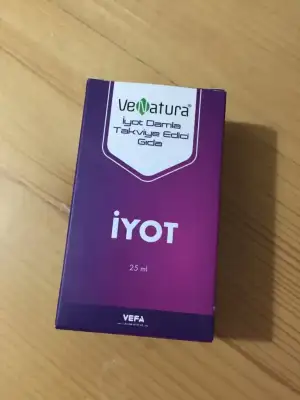 VeNatura®
İyot Damla
Takviye Edici
Gıda
İYOT
25 ml
VEFA